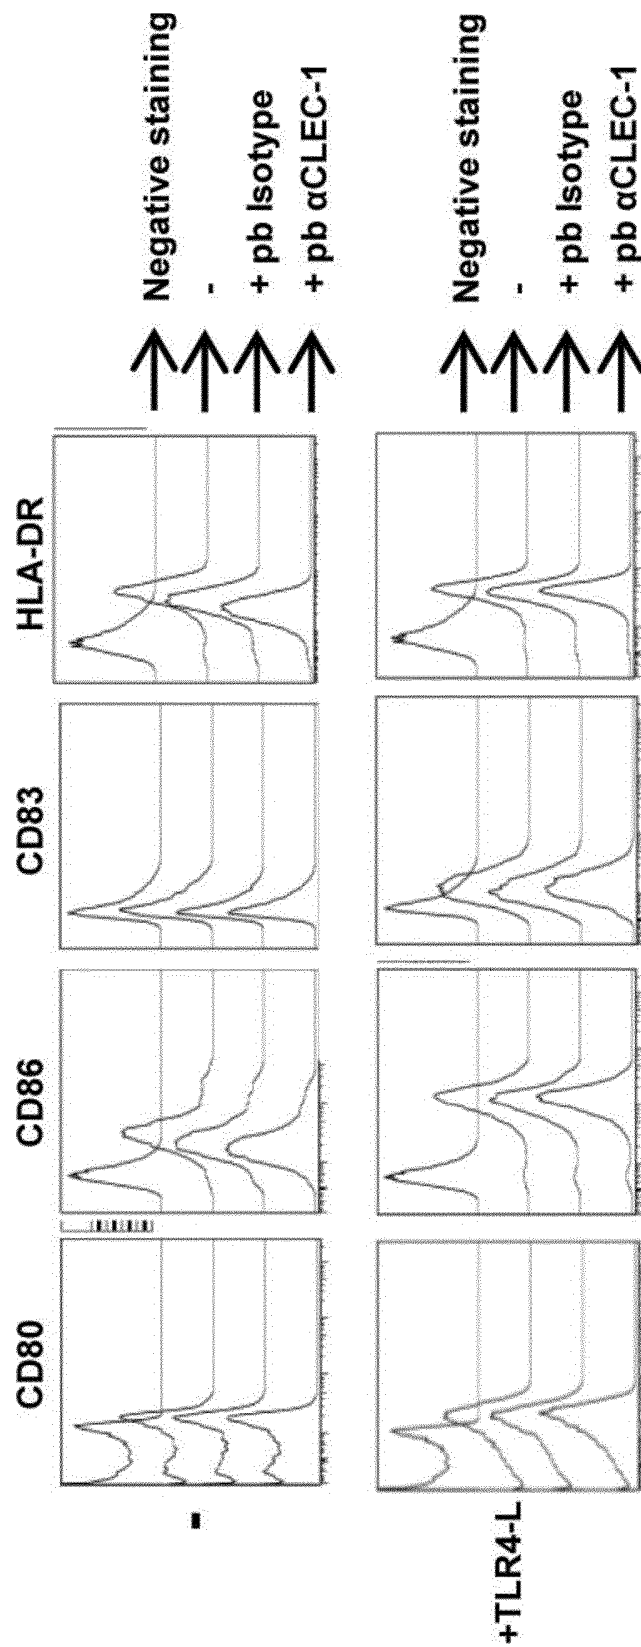 CD80
CD86
CD83
HLA-DR
-
Negative staining
-
+ pb Isotype
+ pb αCLEC-1
+TLR4-L
Negative staining
-
+ pb Isotype
+ pb αCLEC-1